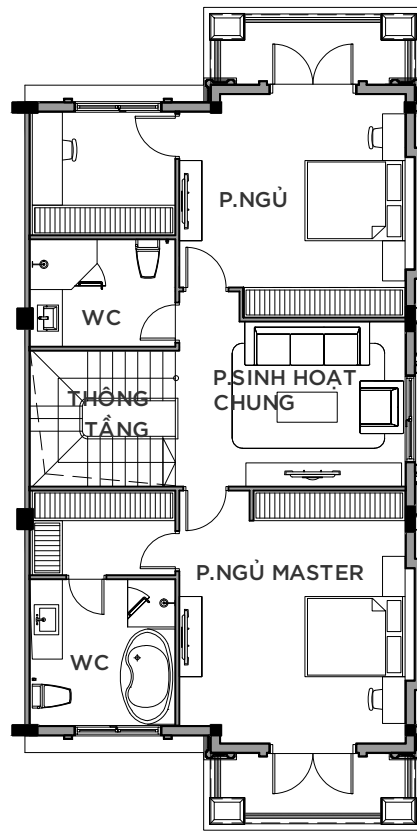 P.NGỦ
WC
P.SINH HOẠT
CHUNG
THÔNG
TẦNG
P.NGỦ MASTER
WC